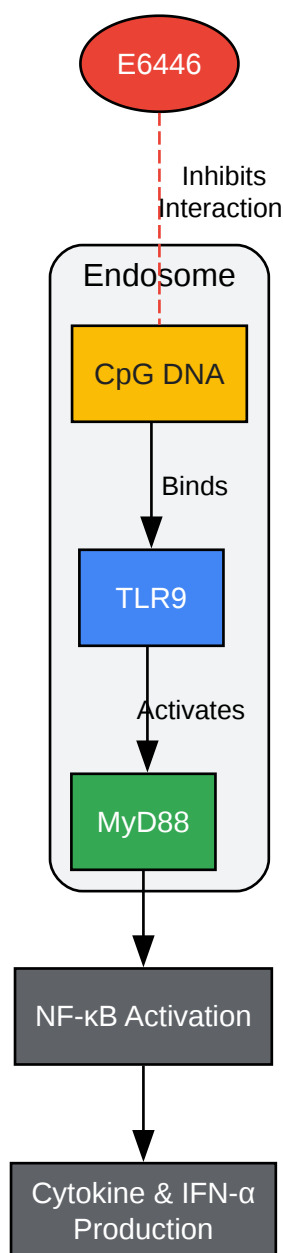 E6446
Inhibits
Interaction
Endosome
CpG DNA
Binds
TLR9
Activates
MyD88
NF-κB Activation
Cytokine & IFN-α
Production